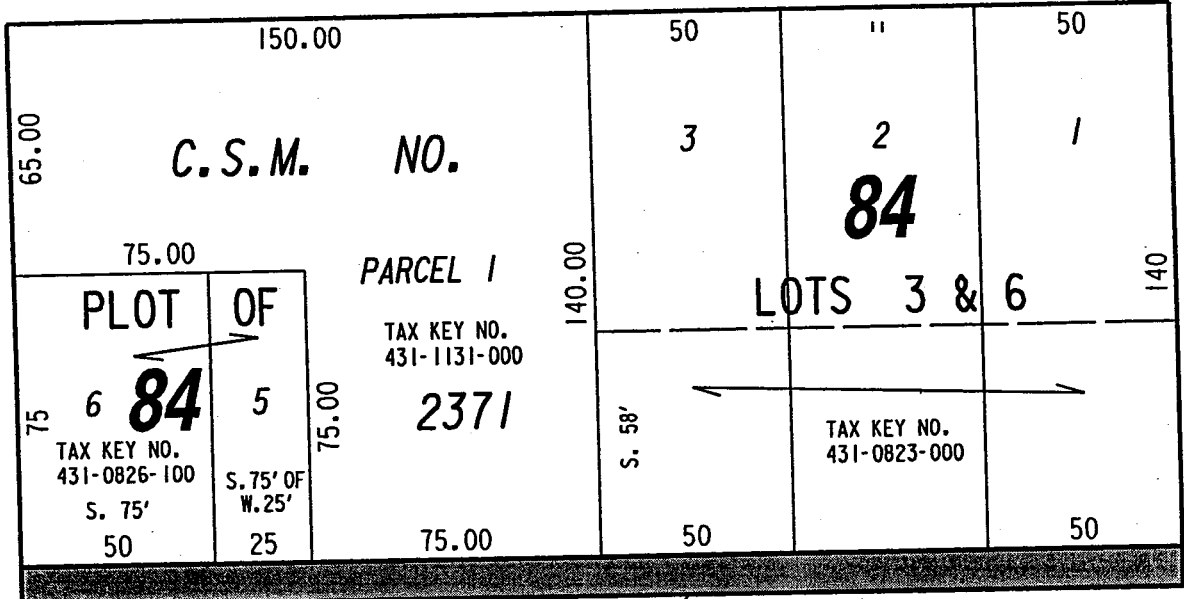 150.00
50
"
50
65.00
C.S.M. NO.
3
2
1
84
75.00
PARCEL 1
140.00
140
PLOT OF
LOTS 3 & 6
TAX KEY NO.
431-1131-000
6
84
5
75
75.00
2371
S. 58'
TAX KEY NO.
431-0826-100
TAX KEY NO.
431-0823-000
S. 75'
S.75' OF
W.25'
50
25
75.00
50
50